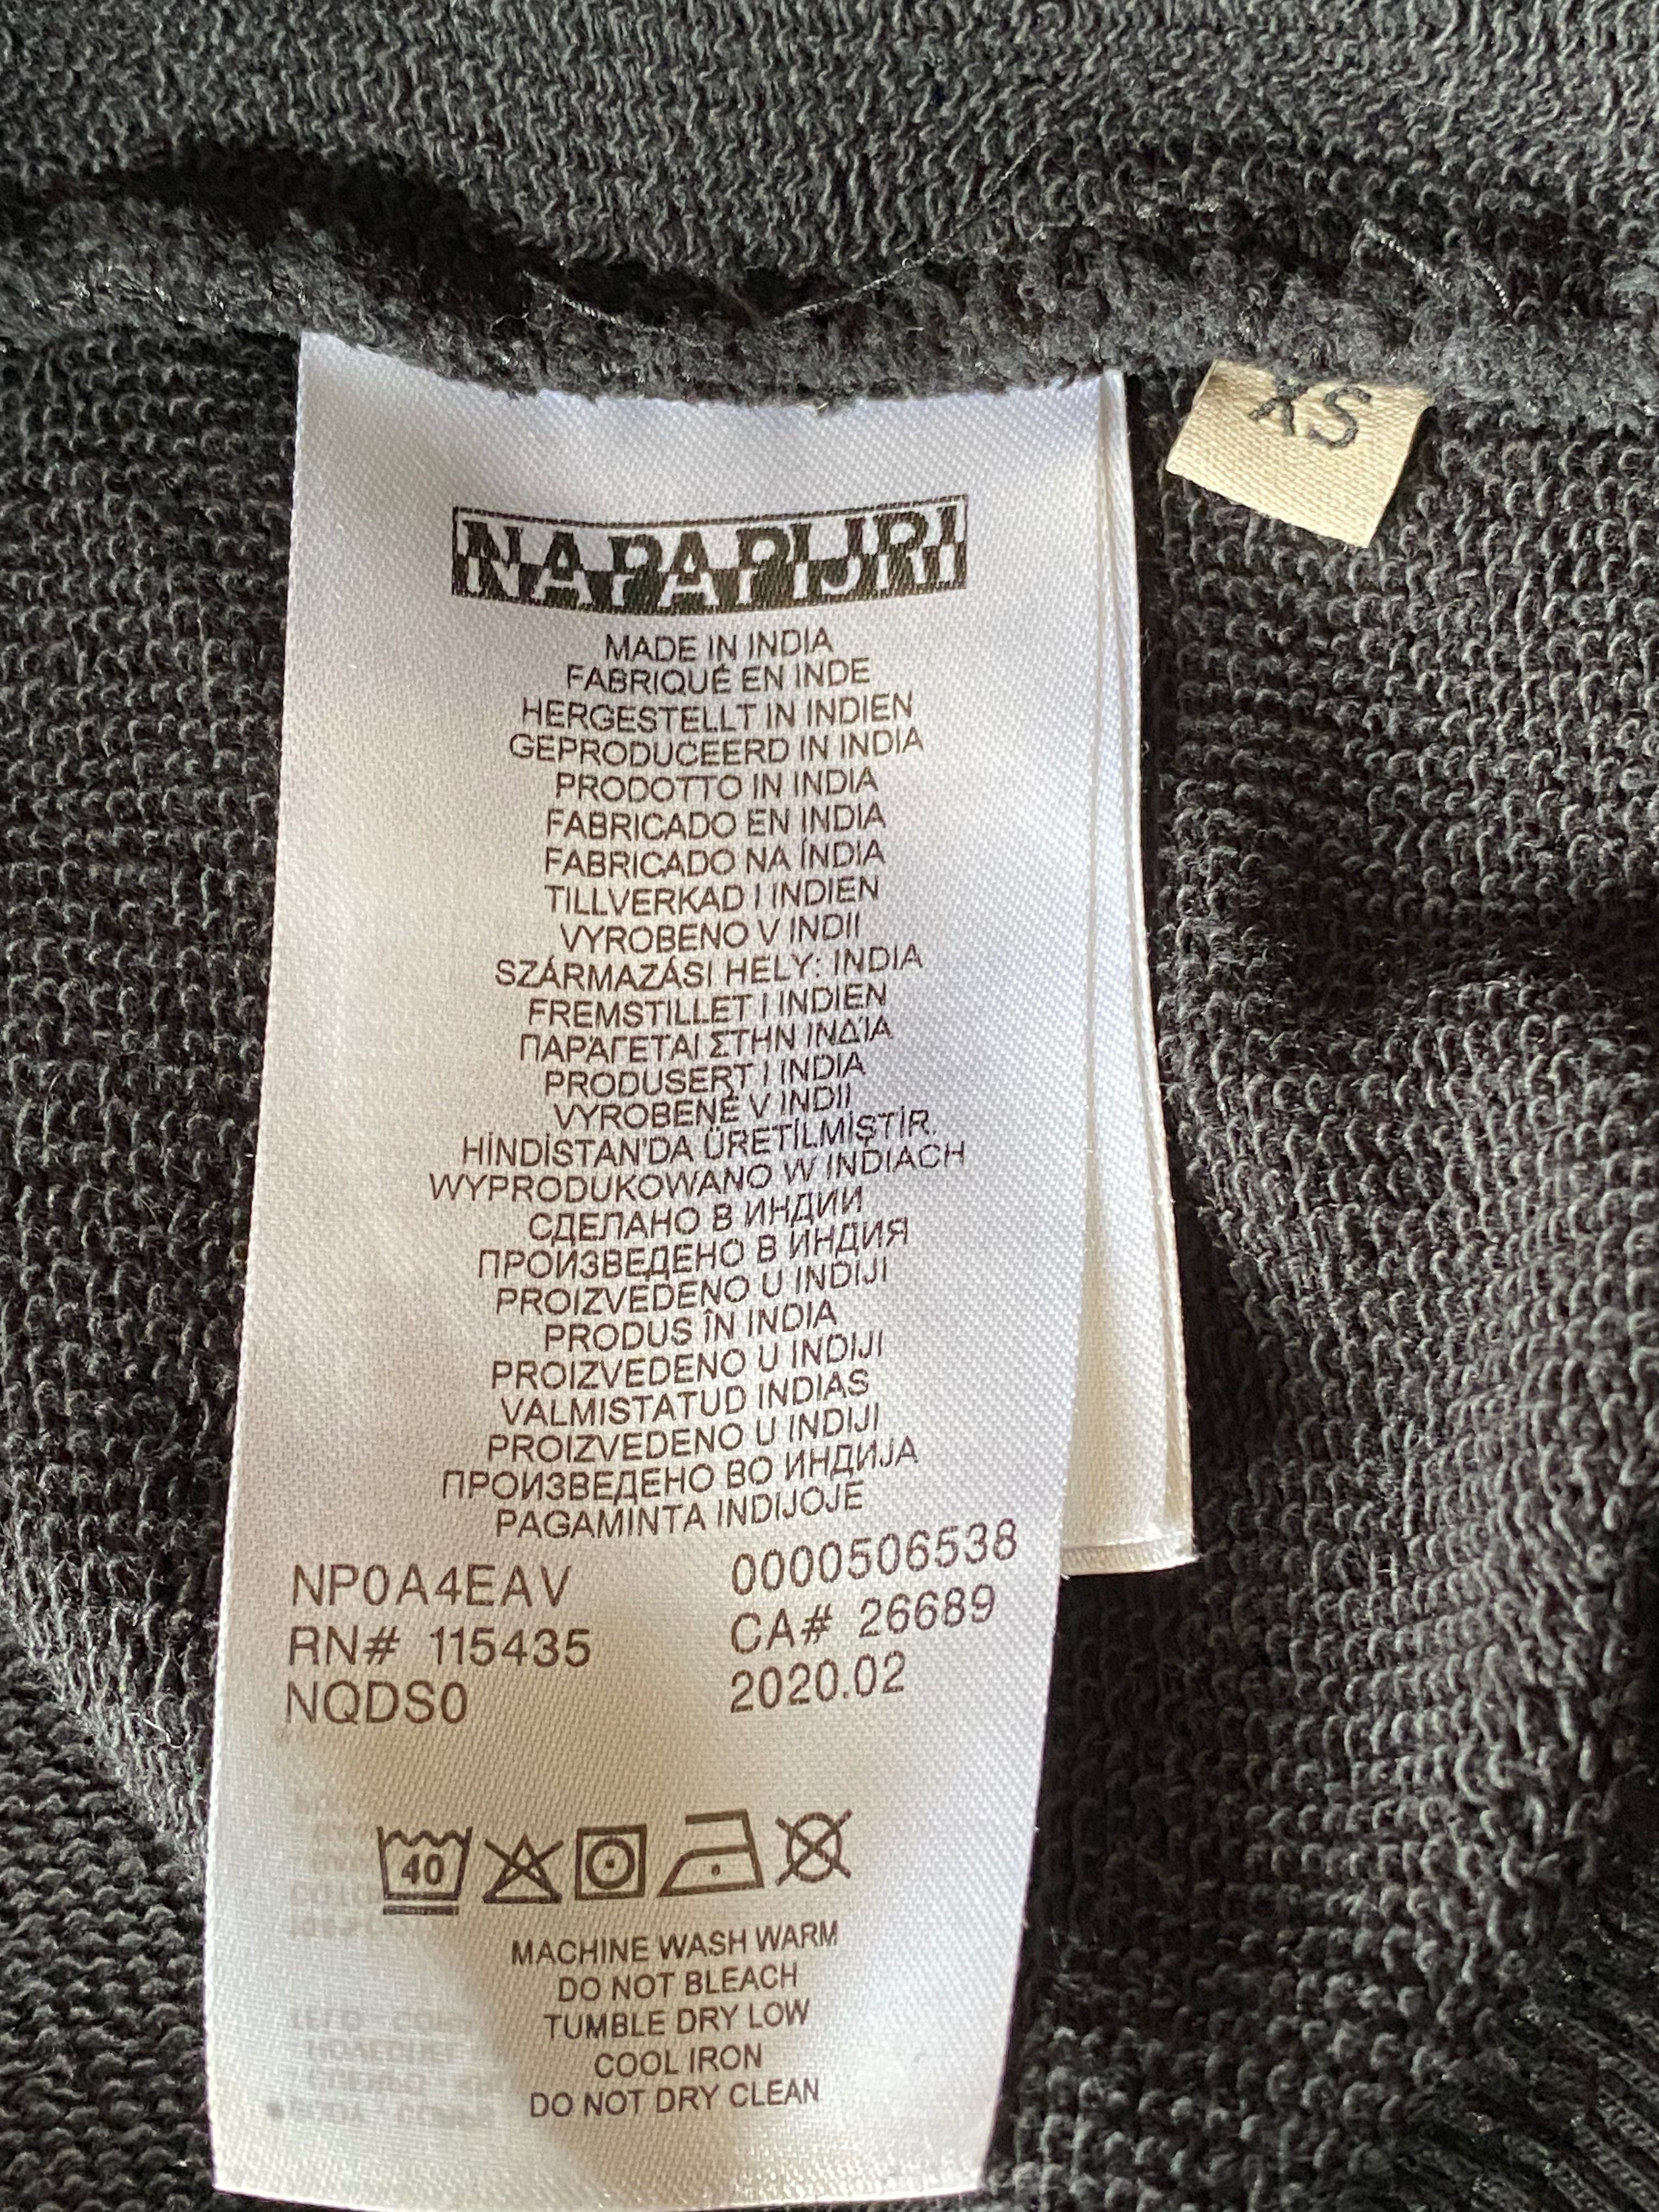 XS
NAPAPIJRI
MADE IN INDIA
FABRIQUÉ EN INDE
HERGESTELLT IN INDIEN
GEPRODUCEERD IN INDIA
PRODOTTO IN INDIA
FABRICADO EN INDIA
FABRICADO NA ÍNDIA
TILLVERKAD I INDIEN
VYROBENO V INDII
SZÁRMAZÁSI HELY: INDIA
FREMSTILLET I INDIEN
ΠΑΡΑΓΕΤΑΙ ΣΤΗΝ ΙΝΔΊΑ
PRODUSERT I INDIA
VYROBENÉ V INDII
HİNDİSTAN'DA ÜRETİLMİŞTİR.
WYPRODUKOWANO W INDIACH
СДЕЛАНО В ИНДИИ
ПРОИЗВЕДЕНО В ИНДИЯ
PROIZVEDENO U INDIJI
PRODUS ÎN INDIA
PROIZVEDENO U INDIJI
VALMISTATUD INDIAS
PROIZVEDENO U INDIJI
ПРОИЗВЕДЕНО ВО ИНДИЈА
PAGAMINTA INDIJOJE
NP0A4EAV 0000506538
RN# 115435 CA# 26689
NQDS0 2020.02
40
MACHINE WASH WARM
DO NOT BLEACH
TUMBLE DRY LOW
COOL IRON
DO NOT DRY CLEAN